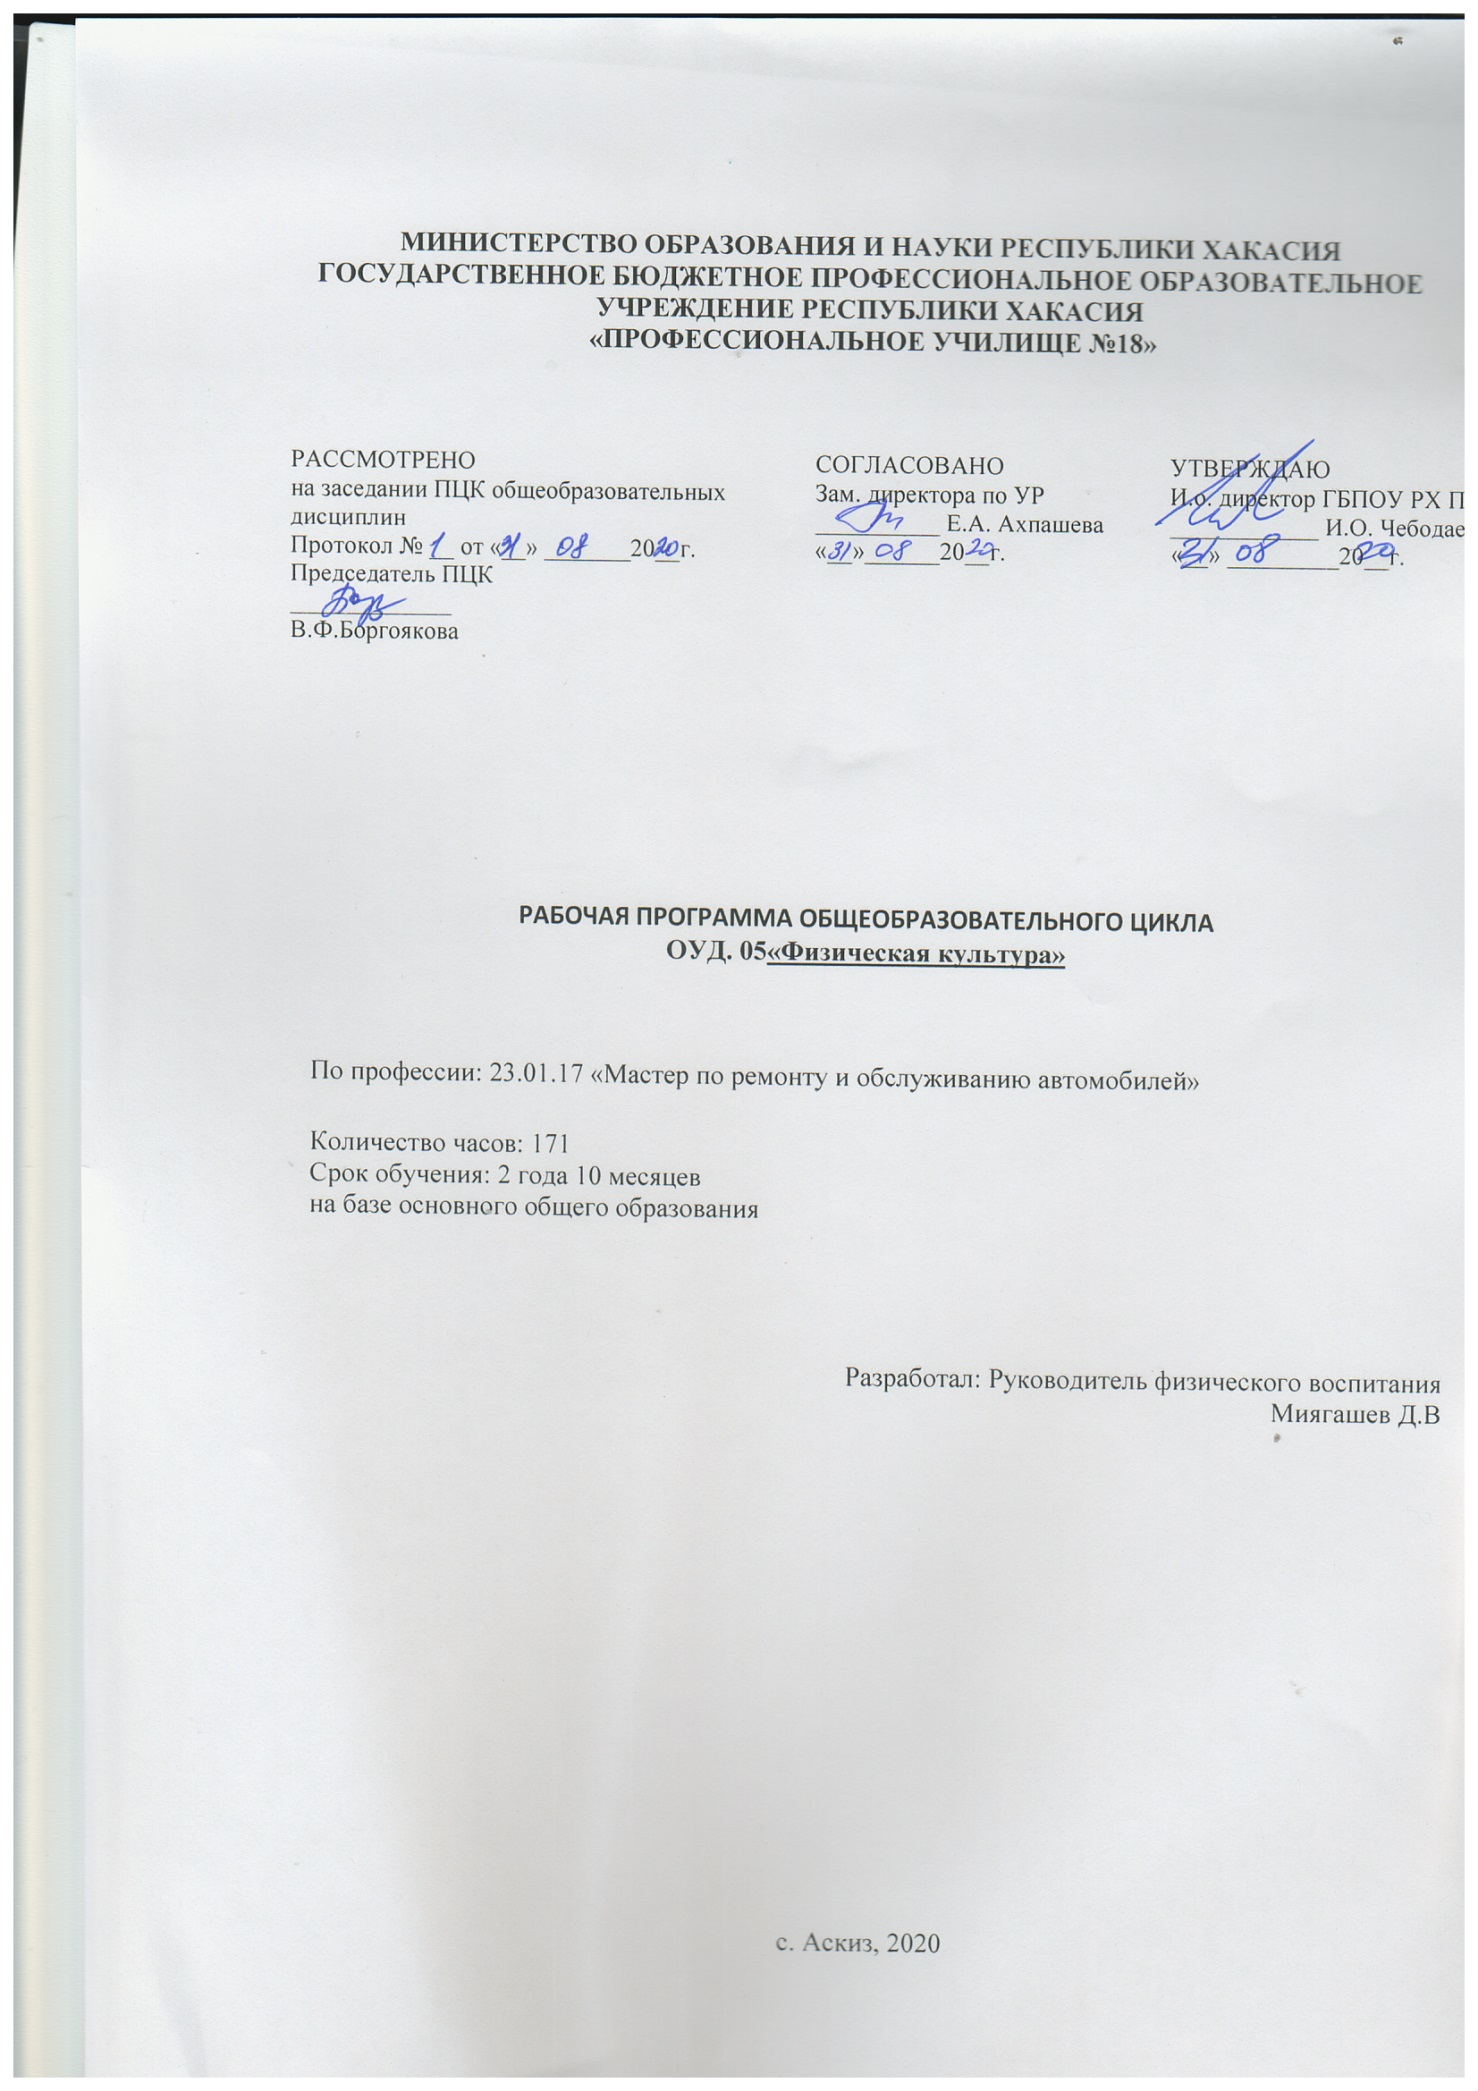 МИНИСТЕРСТВО ОБРАЗОВАНИЯ И НАУКИ РЕСПУБЛИКИ ХАКАСИЯ
ГОСУДАРСТВЕННОЕ БЮДЖЕТНОЕ ПРОФЕССИОНАЛЬНОЕ ОБРАЗОВАТЕЛЬНОЕ
УЧРЕЖДЕНИЕ РЕСПУБЛИКИ ХАКАСИЯ
«ПРОФЕССИОНАЛЬНОЕ УЧИЛИЩЕ №18»
РАССМОТРЕНО
на заседании ПЦК общеобразовательных
дисциплин
Протокол № 1 от «31» 08 2020г.
Председатель ПЦК
В.Ф.Боргоякова
СОГЛАСОВАНО
Зам. директора по УР
Е.А. Ахпашева
«31» 08 2020г.
УТВЕРЖДАЮ
И.о. директор ГБПОУ РХ П
И.О. Чебодае
«31» 08 2020г.
РАБОЧАЯ ПРОГРАММА ОБЩЕОБРАЗОВАТЕЛЬНОГО ЦИКЛА
ОУД. 05«Физическая культура»
По профессии: 23.01.17 «Мастер по ремонту и обслуживанию автомобилей»
Количество часов: 171
Срок обучения: 2 года 10 месяцев
на базе основного общего образования
Разработал: Руководитель физического воспитания
Миягашев Д.В
с. Аскиз, 2020